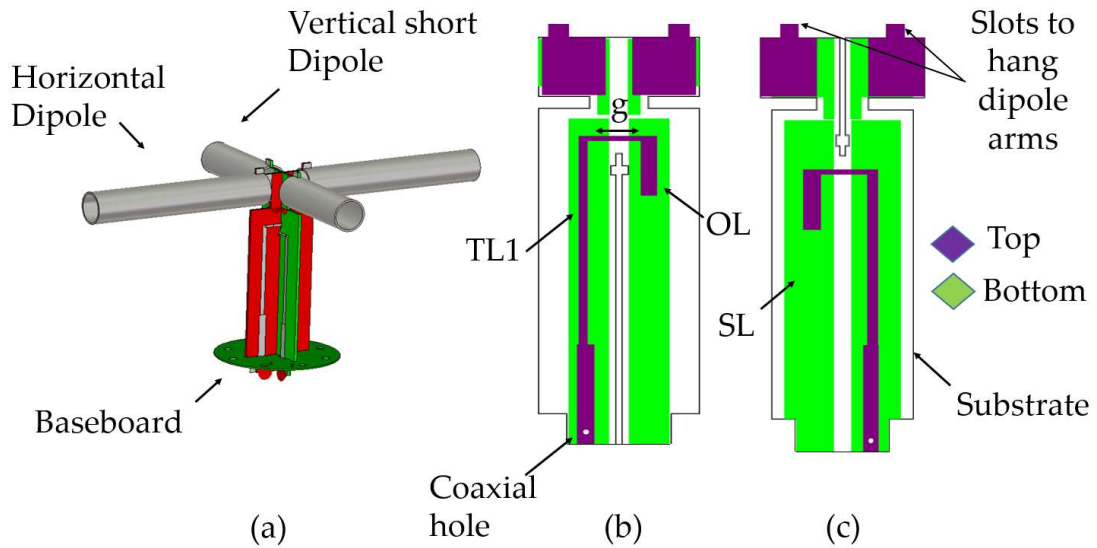 Vertical short
Dipole
Horizontal
Dipole
Baseboard
(a)
g
TL1
OL
Coaxial
hole
(b)
Slots to
hang
dipole
arms
SL
Top
Bottom
Substrate
(c)